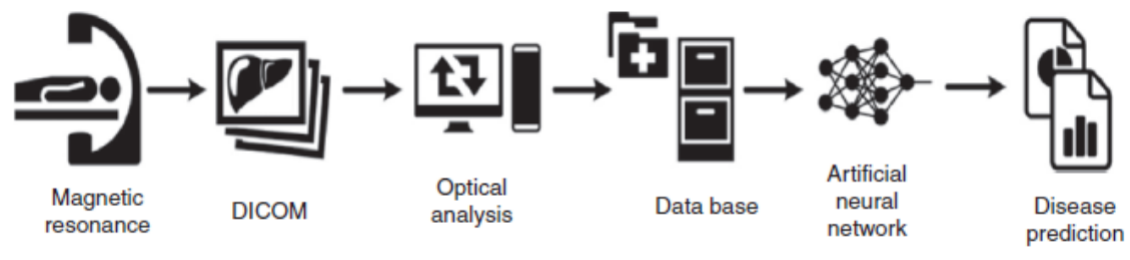 Magnetic
resonance
DICOM
Optical
analysis
Data base
Artificial
neural
network
Disease
prediction